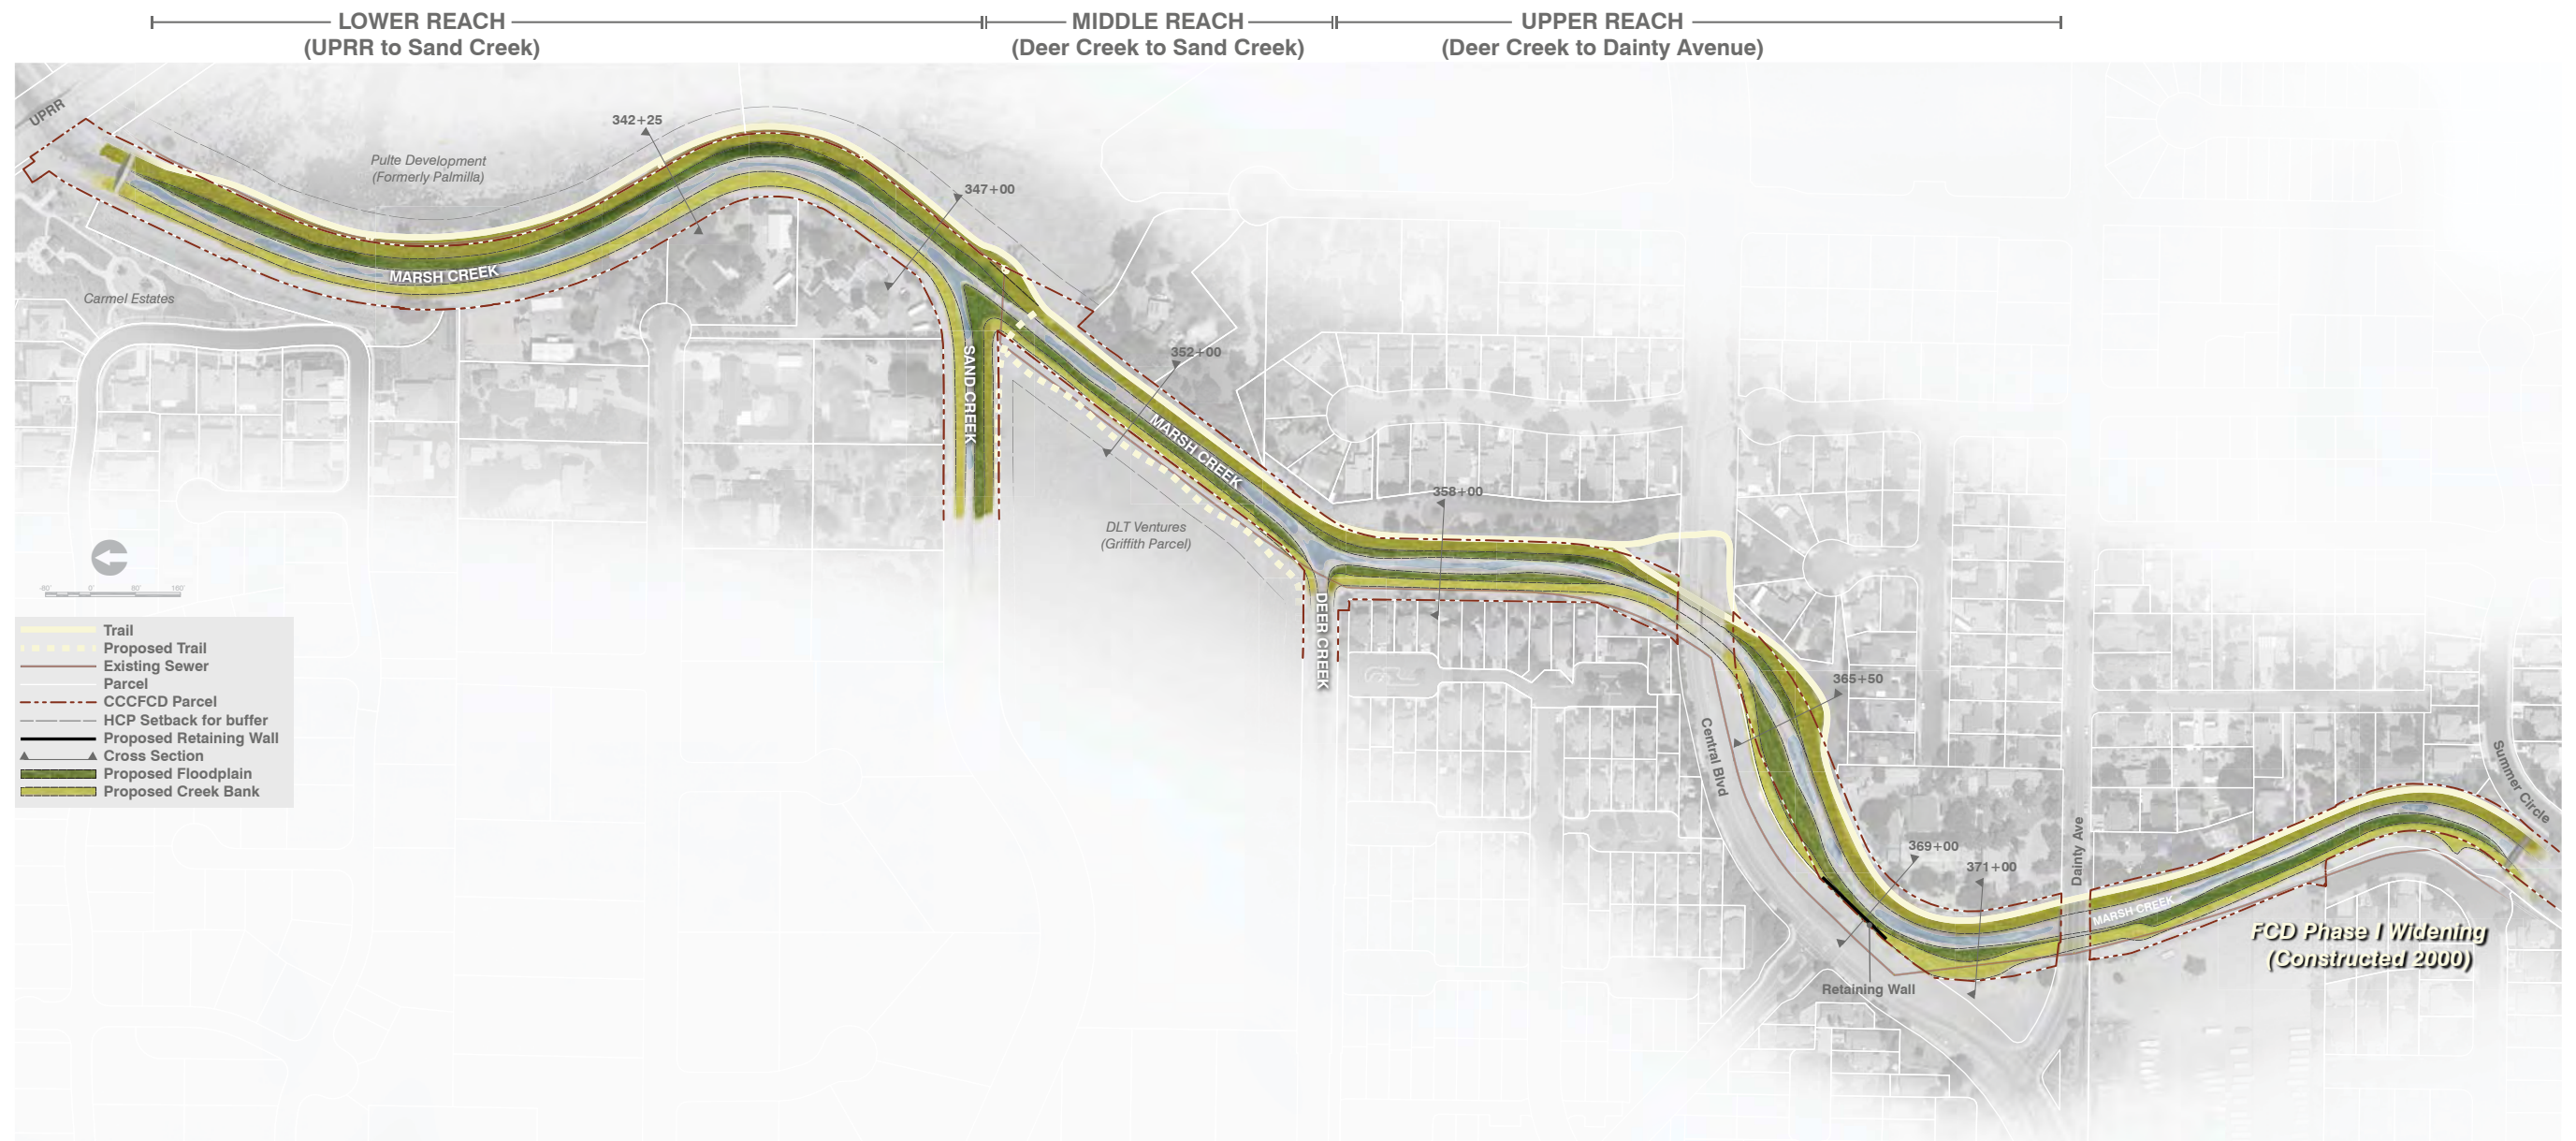 LOWER REACH
(UPRR to Sand Creek)
MIDDLE REACH
(Deer Creek to Sand Creek)
UPPER REACH
(Deer Creek to Dainty Avenue)
UPRR
342+25
Pulte Development
(Formerly Palmilla)
347+00
MARSH CREEK
Carmel Estates
SAND CREEK
352+00
MARSH CREEK
358+00
DLT Ventures
(Griffith Parcel)
DEER CREEK
-80' 0' 80' 160'
Trail
Proposed Trail
Existing Sewer
Parcel
CCCFCD Parcel
HCP Setback for buffer
Proposed Retaining Wall
Cross Section
Proposed Floodplain
Proposed Creek Bank
365+50
Central Blvd
Summer Circle
369+00
371+00
Dainty Ave
MARSH CREEK
FCD Phase I Widening
(Constructed 2000)
Retaining Wall